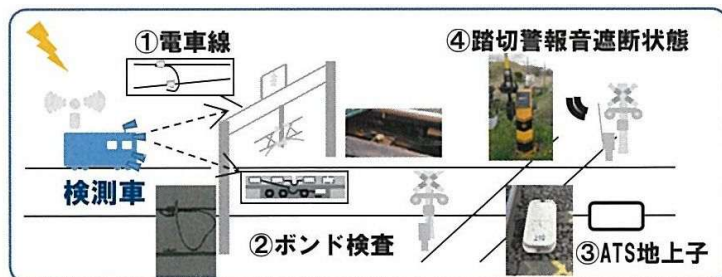 ①電車線
④踏切警報音遮断状態
検測車
②ボンド検査
③ATS地上子